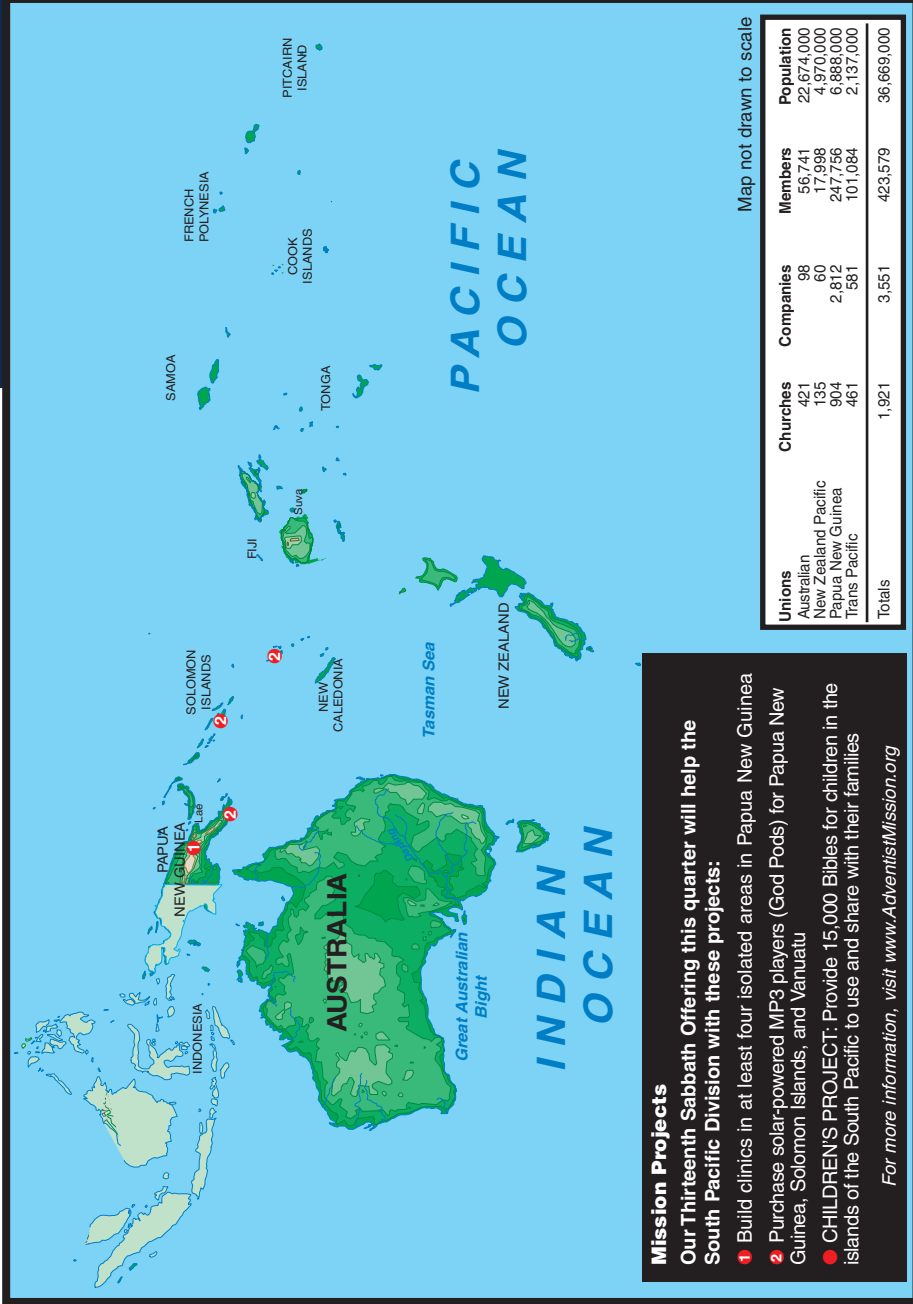 PITCAIRN
ISLAND
FRENCH
POLYNESIA
COOK
ISLANDS
SAMOA
TONGA
FIJI
Suva
SOLOMON
ISLANDS
2
2
NEW
CALEDONIA
PAPUA
NEW GUINEA
Lae
1
2
INDONESIA
AUSTRALIA
Darling
Great Australian
Bight
Tasman Sea
NEW ZEALAND
PACIFIC
OCEAN
INDIAN
OCEAN
Map not drawn to scale
Mission Projects
Our Thirteenth Sabbath Offering this quarter will help the
South Pacific Division with these projects:
1 Build clinics in at least four isolated areas in Papua New Guinea
2 Purchase solar-powered MP3 players (God Pods) for Papua New
Guinea, Solomon Islands, and Vanuatu
CHILDREN'S PROJECT: Provide 15,000 Bibles for children in the
islands of the South Pacific to use and share with their families
For more information, visit www.AdventistMission.org
Unions Churches Companies Members Population
Australian 421 98 56,741 22,674,000
New Zealand Pacific 135 60 17,998 4,970,000
Papua New Guinea 904 2,812 247,756 6,888,000
Trans Pacific 461 581 101,084 2,137,000
Totals 1,921 3,551 423,579 36,669,000